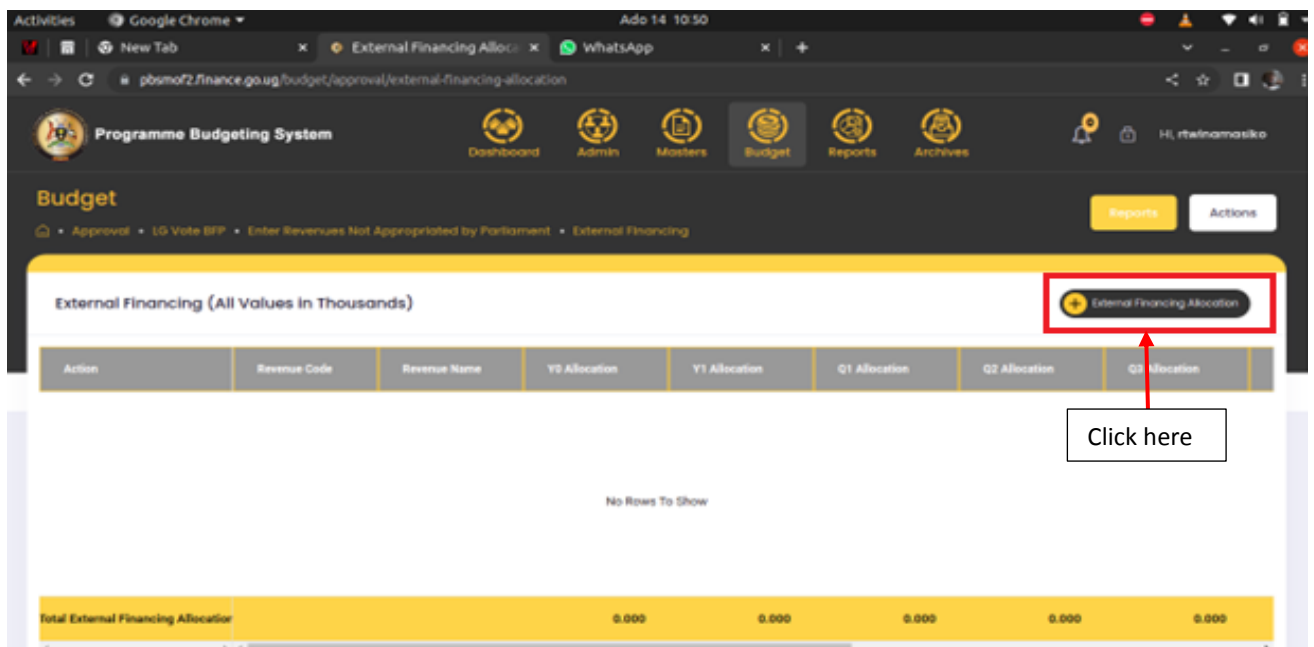 Activities Google Chrome Ado 14 10:50
New Tab External Financing Alloca WhatsApp
pbsmof2.finance.go.ug/budget/approval/external-financing-allocation
Programme Budgeting System Dashboard Admin Masters Budget Reports Archives 0 Hi, rtwinamasiko
Budget
Reports Actions
Approval • LG Vote BFP • Enter Revenues Not Appropriated by Parliament • External Financing
External Financing (All Values in Thousands)
+ External Financing Allocation
Action Revenue Code Revenue Name Y0 Allocation Y1 Allocation Q1 Allocation Q2 Allocation Q3 Allocation
Click here
No Rows To Show
Total External Financing Allocation 0.000 0.000 0.000 0.000 0.000